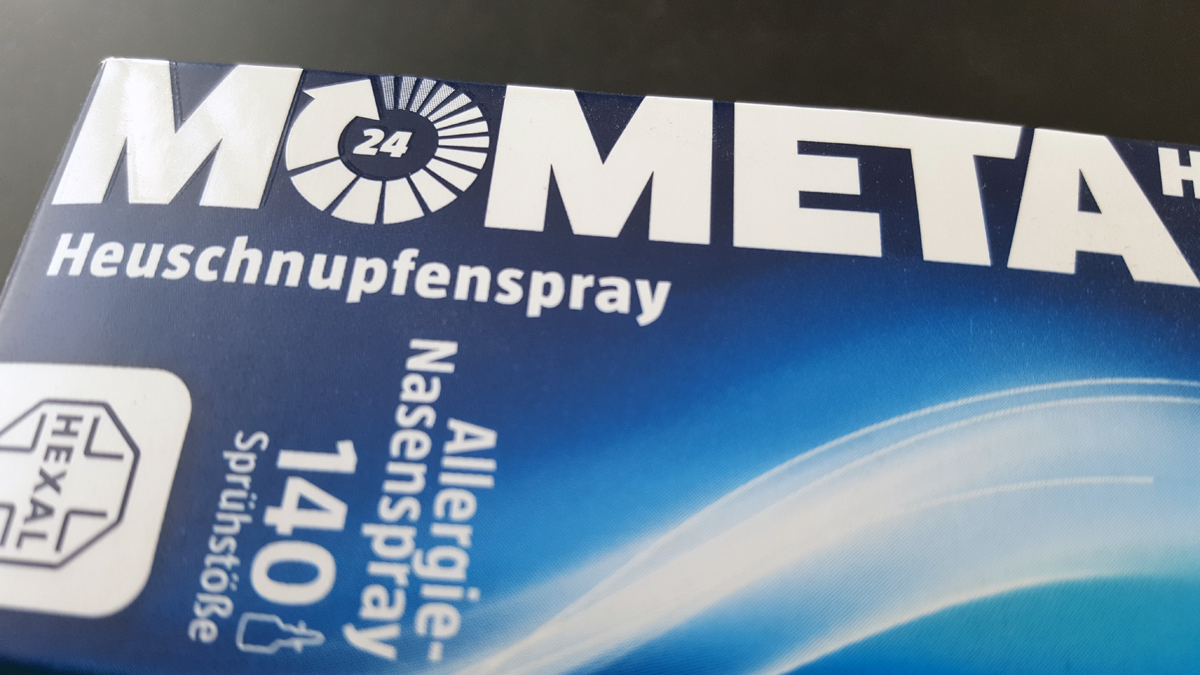 MOMETA H
24
Heuschnupfenspray
Allergie-
Nasenspray
140
Sprühstöße
HEXAL